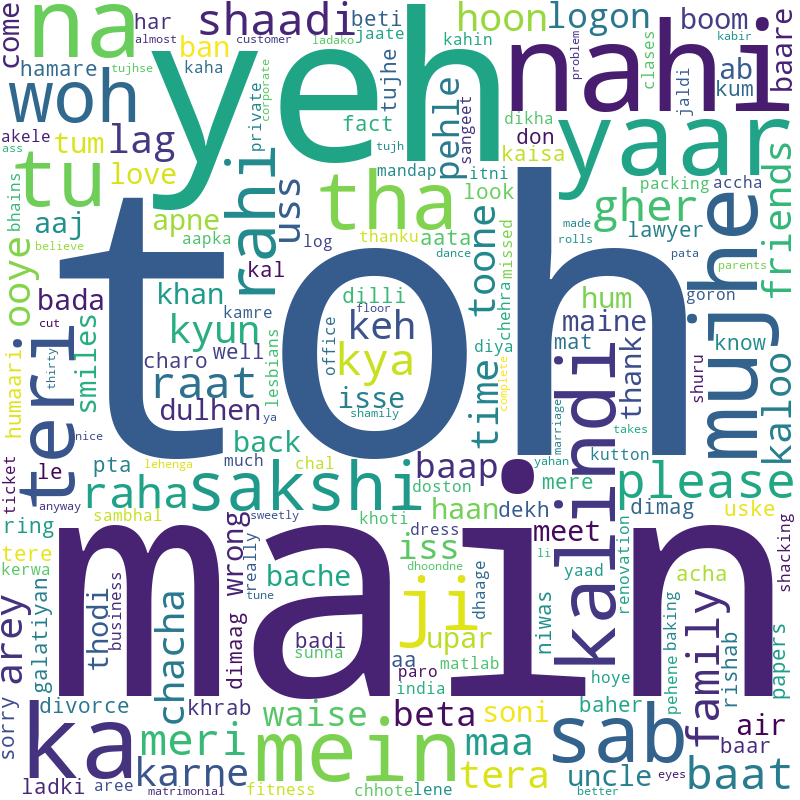 come
na
har
shaadi
beti
jaate
kahin
hoon
logon
boom
kabir
baare
almost
ladako
customer
tujhse
kaha
hamare
ban
yeh
nahi
ab
kum
problem
clases
jaldi
woh
akele
ass
tum
lag
love
private
corporate
fact
tujhe
tujh
pehle
sangeet
dikha
don
kaisa
yaar
tu
bhains
aaj
believe
apne
aapka
rahi
uss
log
tha
mandap
itni
look
thanku
aata
dance
toone
missed
achehra
gher
packing
accha
made
rolls
lawyer
pata
parents
friends
mujhe
goron
ooye
bada
cut
khan
kamre
kal
dilli
floor
keh
toh
hum
maine
mat
diya
know
shuru
kaloo
humaari
teri
smiles
thirty
nice
charo
kyun
well
raat
dulhen
ya
lesbians
office
kya
isse
shamily
time
complete
kalindi
thank
marriage
takes
yahan
kutton
le
ticket
anyway
pta
lehenga
much
back
chal
raha
sakshi
baap
doston
haan
dekh
mere
please
dimag
uske
ring
sambhal
sweetly
khoti
dress
meet
tere
kerwa
galatiyan
arey
sorry
business
thodi
chacha
wrong
dimaag
really
tune
bache
iss
dhoondne
dhaage
li
yaad
niwas
renovation
acha
shacking
main
badi
sunna
aa
paro
india
ji
upar
matlab
hoye
baher
pehene
baking
family
rishab
papers
air
baar
divorce
khrab
ka
ladki
aree
matrimonial
meri
karne
waise
mein
fitness
beta
chhote
lene
maa
soni
tera
sab
uncle
better
eyes
baat